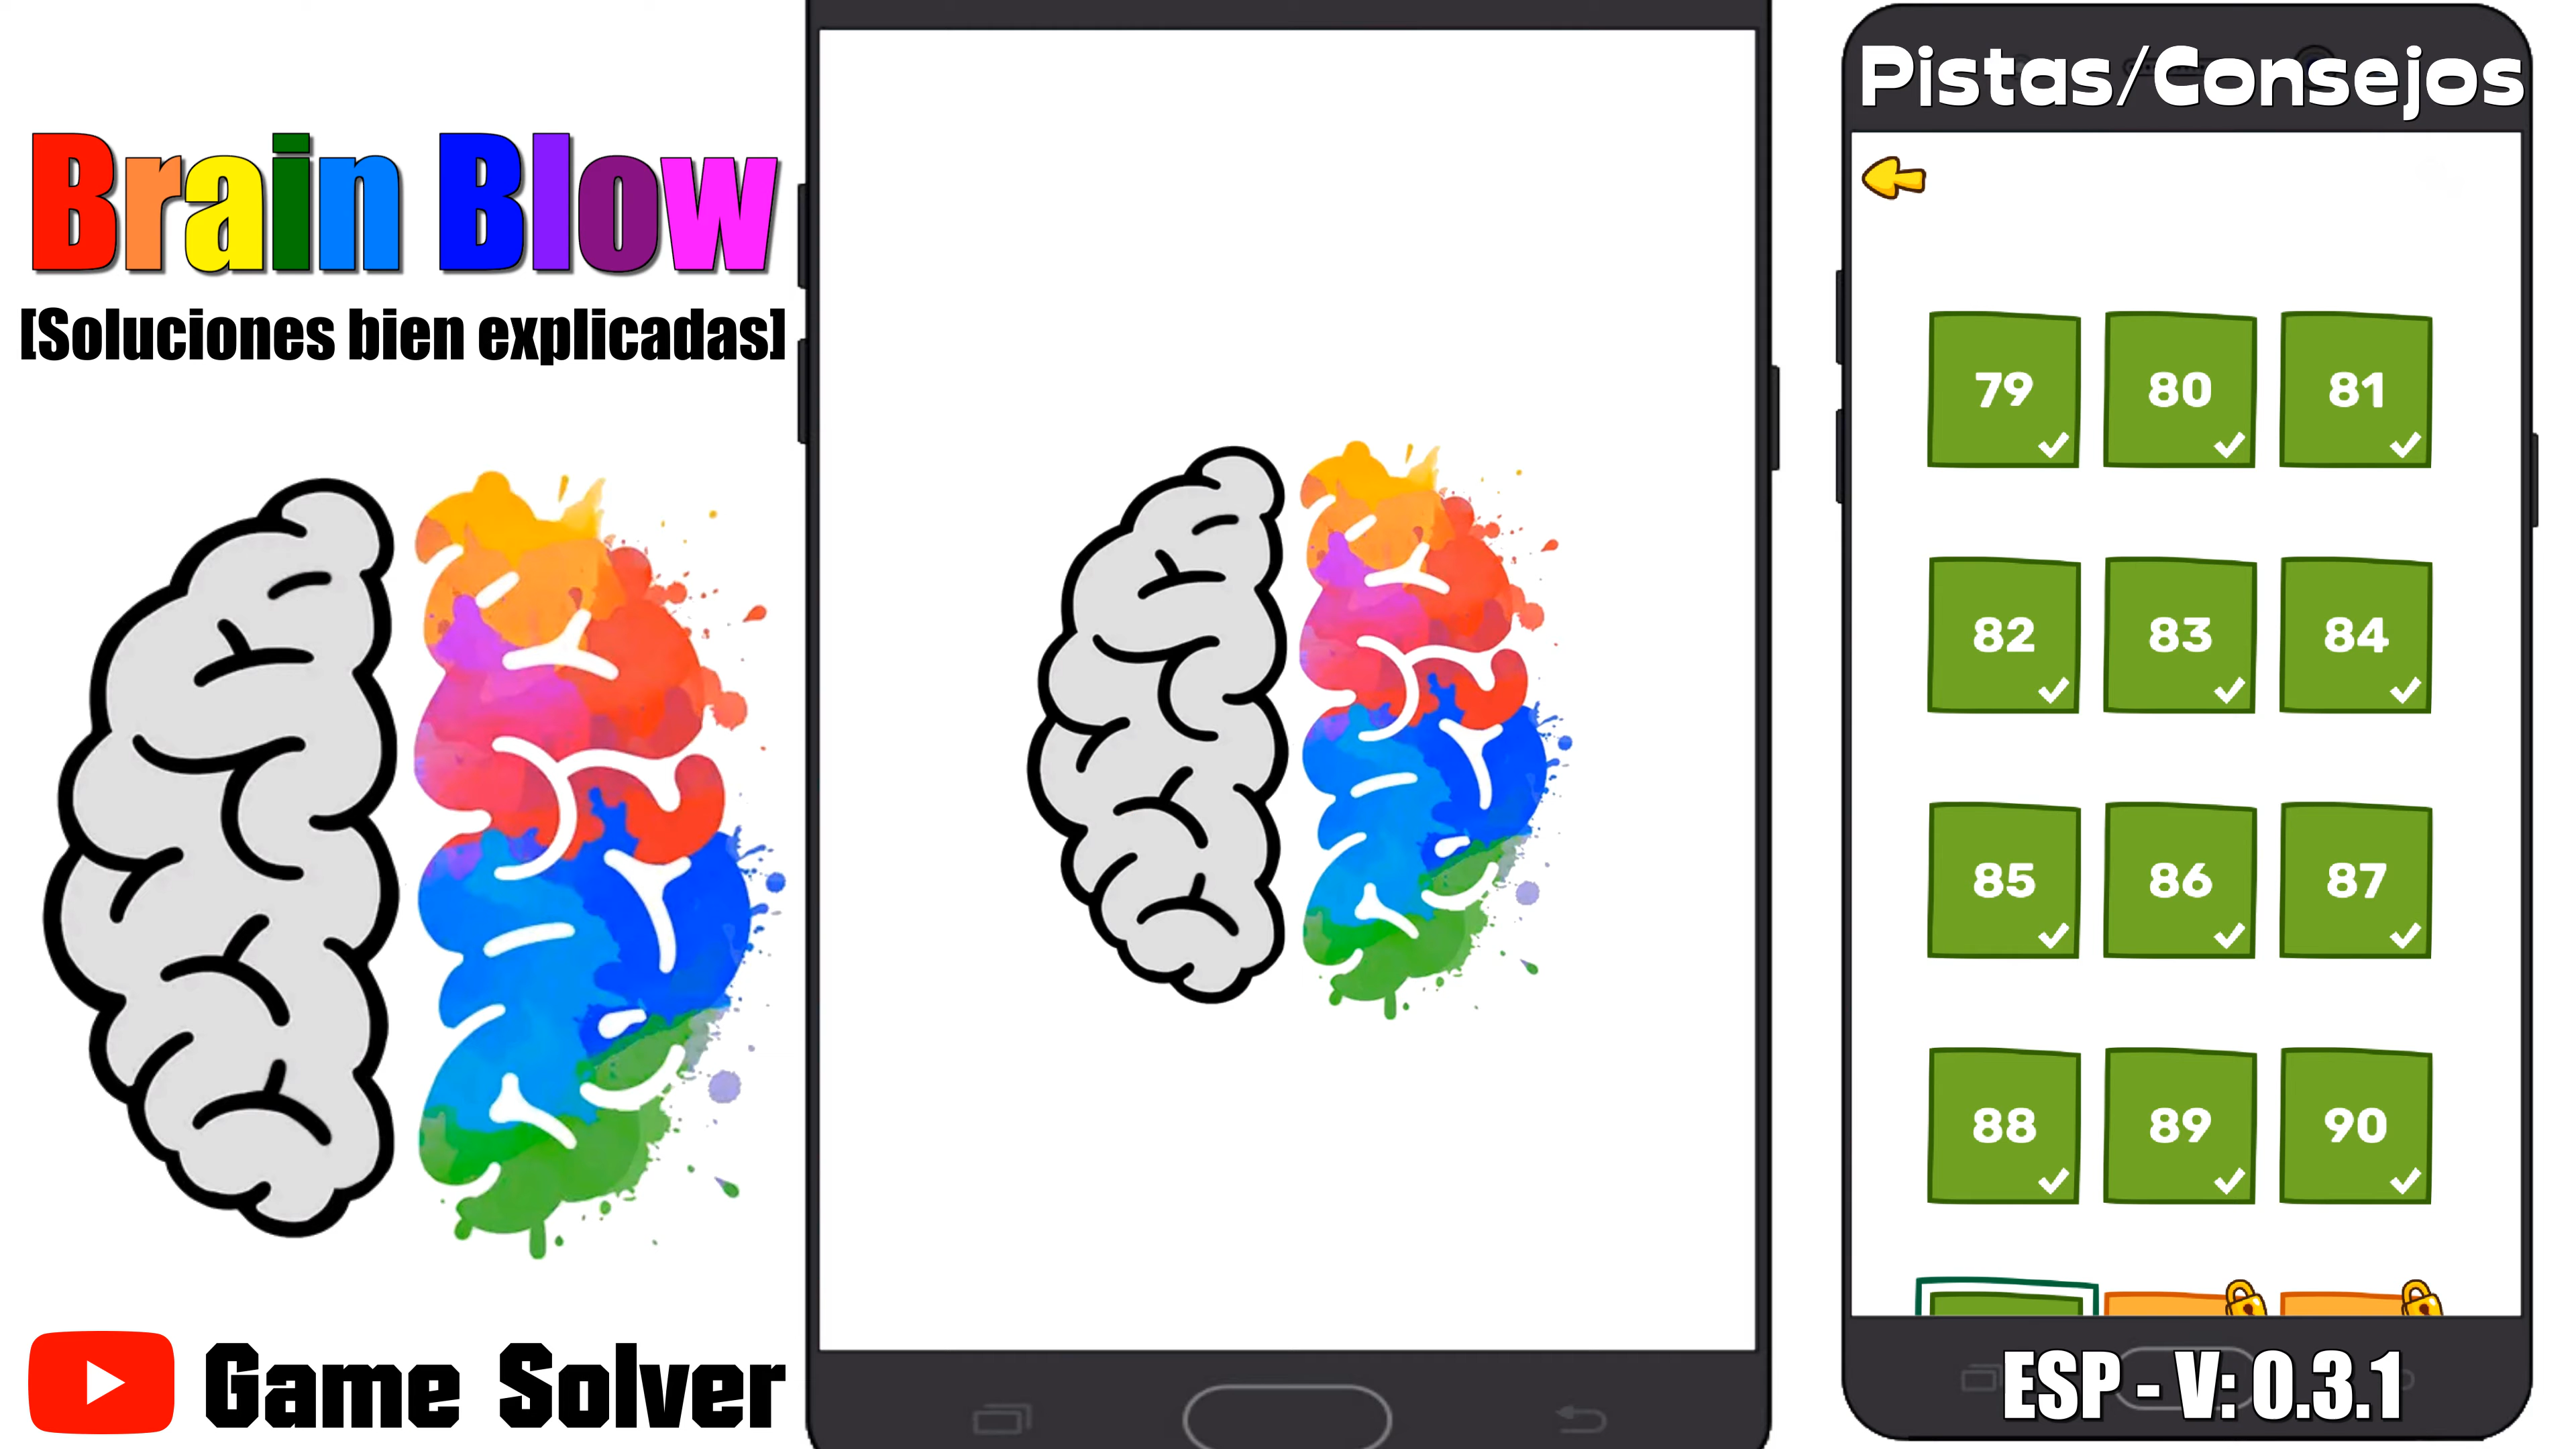 Brain Blow
[Soluciones bien explicadas]
Game Solver
Pistas/Consejos
79 80 81
82 83 84
85 86 87
88 89 90
ESP - V: 0.3.1